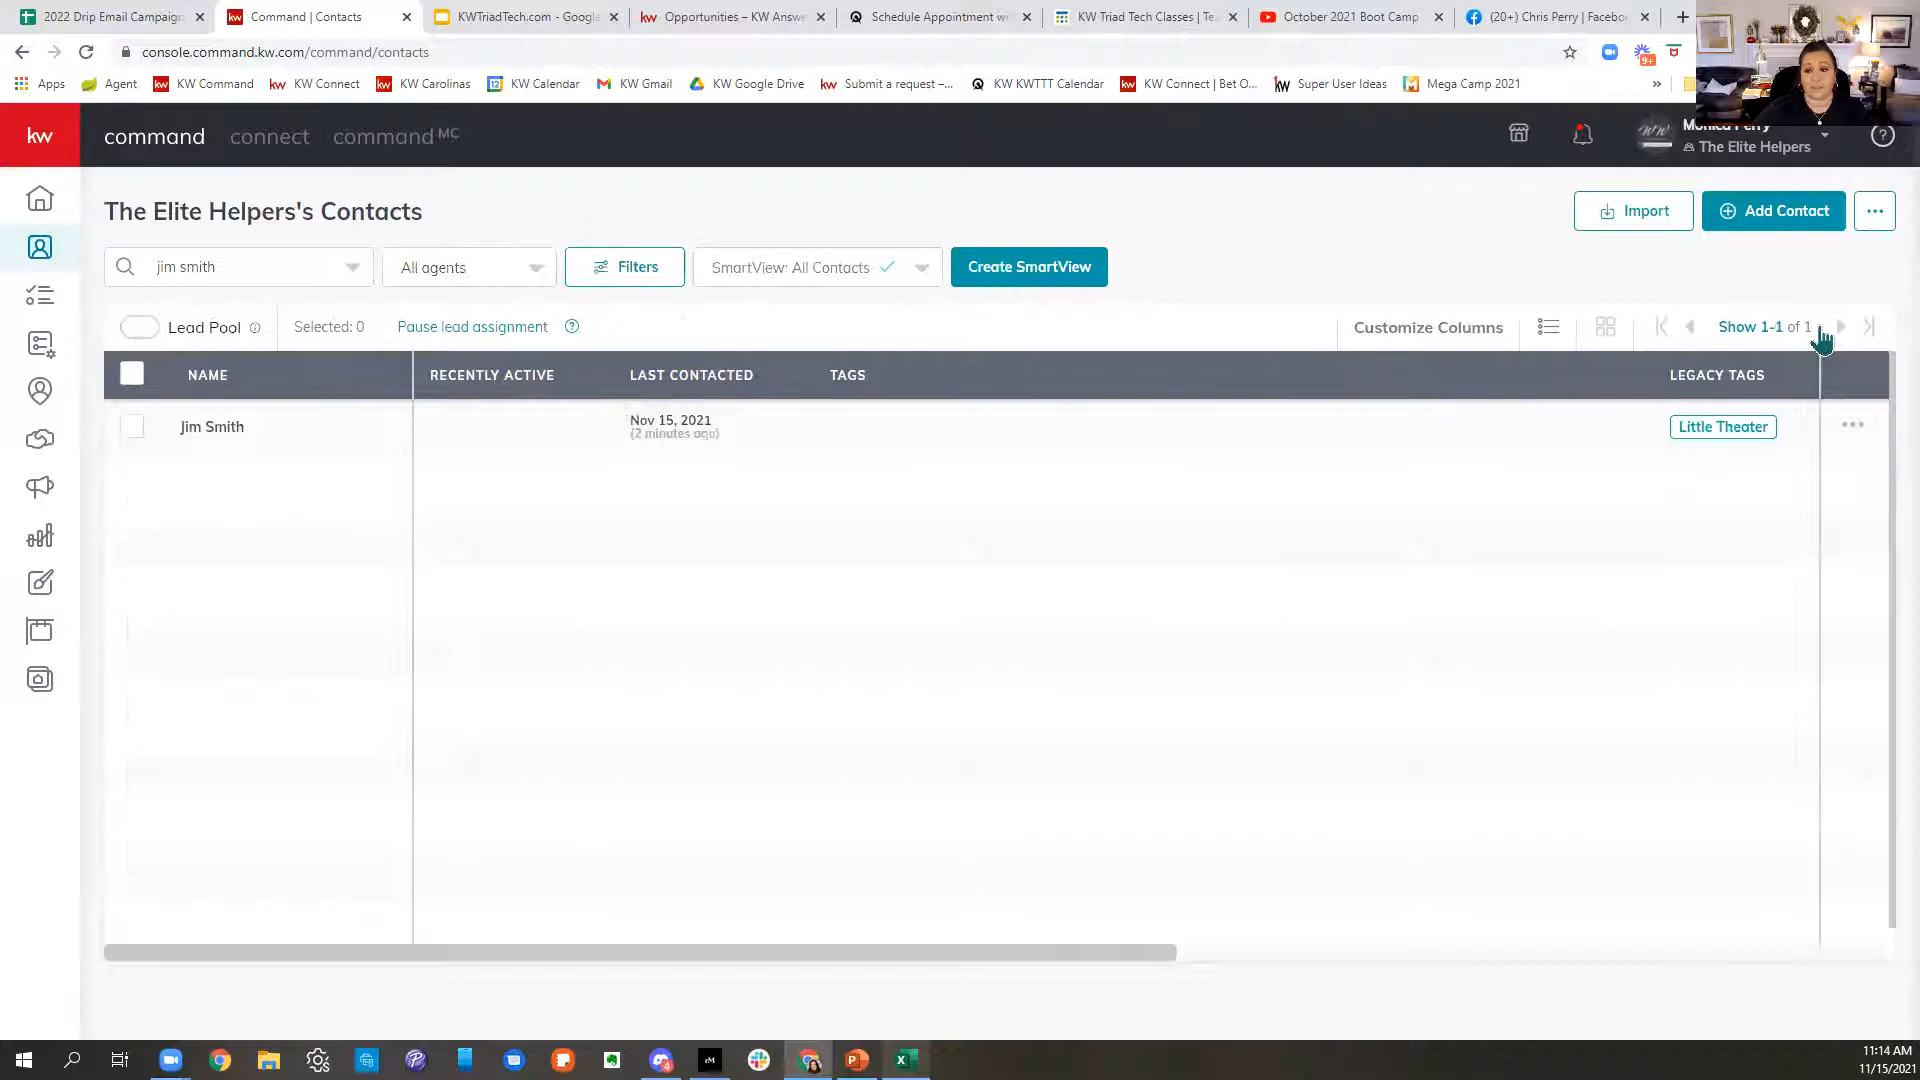 2022 Drip Email Campaign
Command | Contacts
KWTriadTech.com - Google
Opportunities – KW Answe
Schedule Appointment w
KW Triad Tech Classes | Te
October 2021 Boot Camp
(20+) Chris Perry | Facebo
console.command.kw.com/command/contacts
9+
Apps
Agent
KW Command
KW Connect
KW Carolinas
KW Calendar
KW Gmail
KW Google Drive
Submit a request –...
KW KWTTT Calendar
KW Connect | Bet O...
Super User Ideas
Mega Camp 2021
kw
command
connect
command MC
Monica Perry
The Elite Helpers
The Elite Helpers's Contacts
Import
Add Contact
jim smith
All agents
Filters
SmartView: All Contacts
Create SmartView
Lead Pool
Selected: 0
Pause lead assignment
Customize Columns
Show 1-1 of 1
NAME
RECENTLY ACTIVE
LAST CONTACTED
TAGS
LEGACY TAGS
Jim Smith
Nov 15, 2021
(2 minutes ago)
Little Theater
11:14 AM
11/15/2021